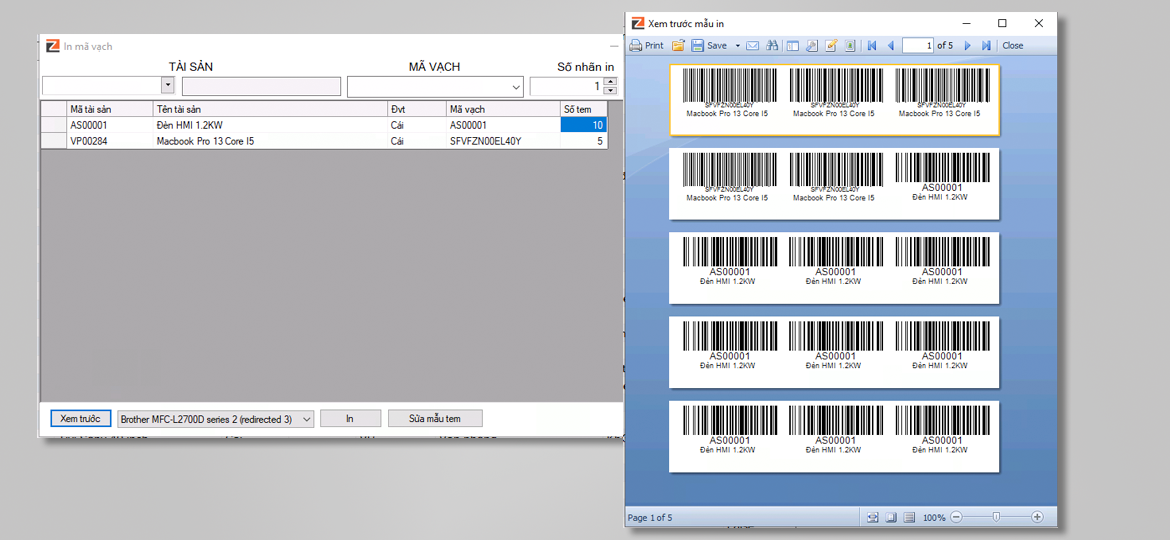 In mã vạch
TÀI SẢN
MÃ VẠCH
Số nhãn in
1
Mã tài sản Tên tài sản Đvt Mã vạch Số tem
AS00001 Đèn HMI 1.2KW Cái AS00001 10
VP00284 Macbook Pro 13 Core I5 Cái SFVFZN00EL40Y 5
Xem trước
Brother MFC-L2700D series 2 (redirected 3)
In
Sửa mẫu tem
Xem trước mẫu in
Print Save 1 of 5 Close
SFVFZN00EL40Y SFVFZN00EL40Y SFVFZN00EL40Y
Macbook Pro 13 Core I5 Macbook Pro 13 Core I5 Macbook Pro 13 Core I5
SFVFZN00EL40Y SFVFZN00EL40Y AS00001
Macbook Pro 13 Core I5 Macbook Pro 13 Core I5 Đèn HMI 1.2KW
AS00001 AS00001 AS00001
Đèn HMI 1.2KW Đèn HMI 1.2KW Đèn HMI 1.2KW
AS00001 AS00001 AS00001
Đèn HMI 1.2KW Đèn HMI 1.2KW Đèn HMI 1.2KW
AS00001 AS00001 AS00001
Đèn HMI 1.2KW Đèn HMI 1.2KW Đèn HMI 1.2KW
Page 1 of 5 100%